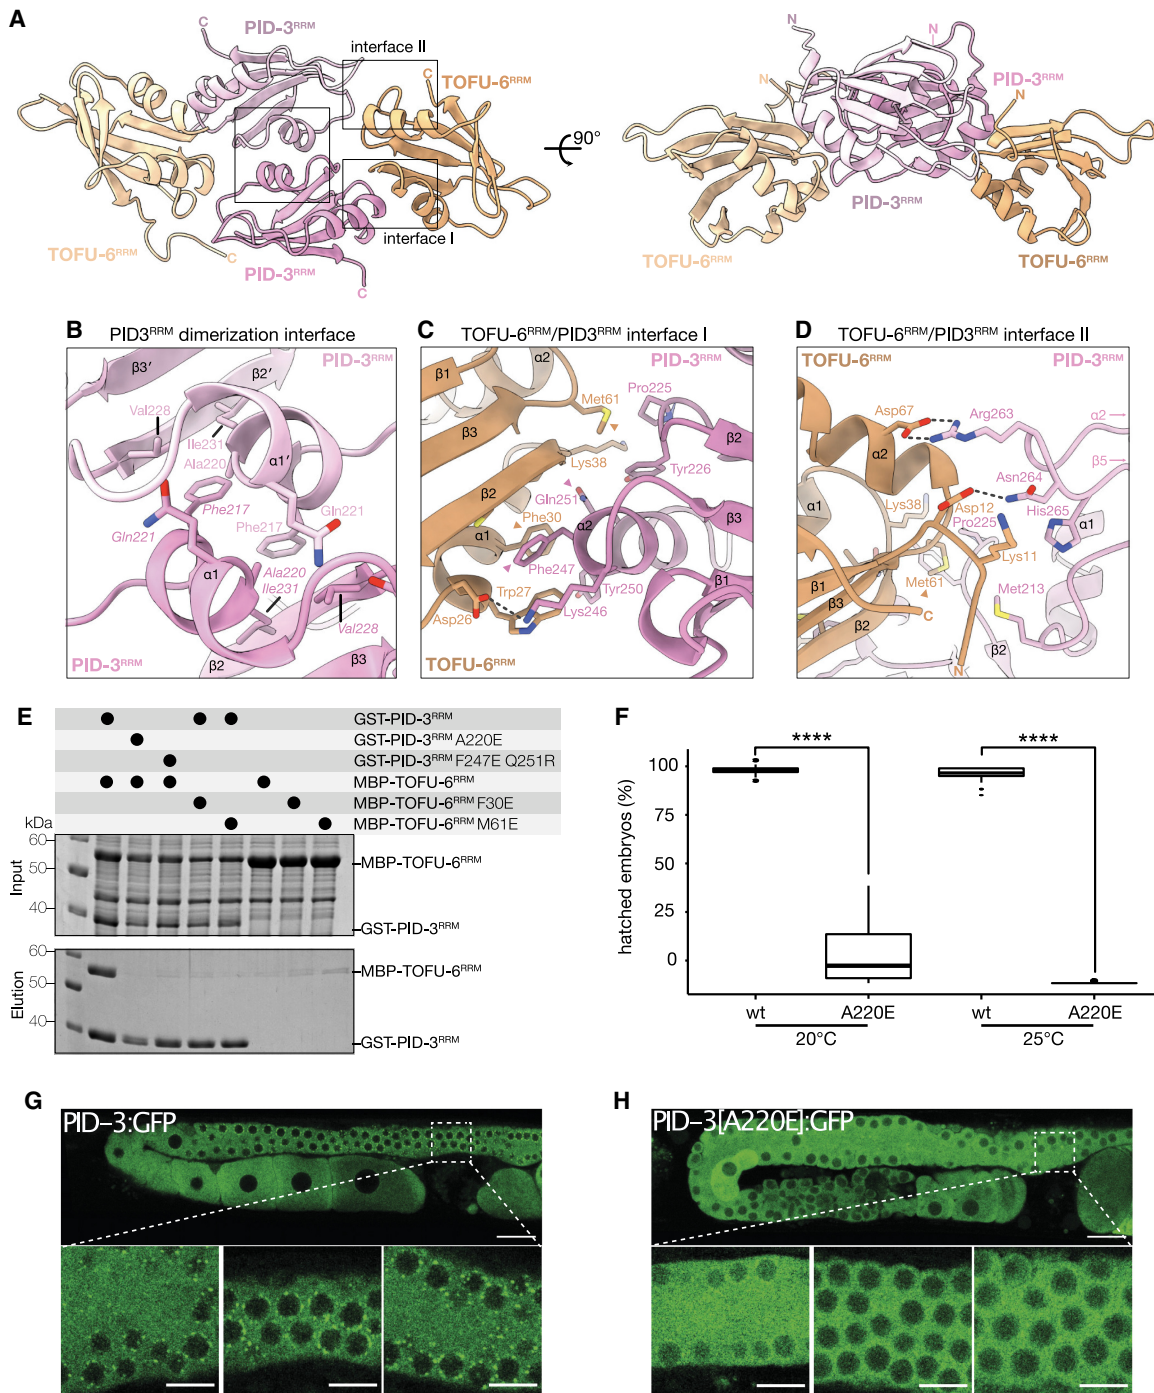 A
C
PID-3RRM
interface II
C
TOFU-6RRM
90°
N
N
PID-3RRM
N
N
TOFU-6RRM
C
interface I
PID-3RRM
C
PID-3RRM
TOFU-6RRM
TOFU-6RRM
B
PID3RRM dimerization interface
PID-3RRM
β3′
β2′
Val228
Ile231
Ala220
α1′
Phe217
Gln221
Phe217
Gln221
α1
Ala220
Ile231
Val228
β2
β3
PID-3RRM
C
TOFU-6RRM/PID3RRM interface I
PID-3RRM
α2
β1
Pro225
Met61
β3
β2
Lys38
Tyr226
β2
Gln251
Phe30
α2
β3
α1
Phe247
β1
Trp27
Tyr250
Asp26
Lys246
TOFU-6RRM
D
TOFU-6RRM/PID3RRM interface II
TOFU-6RRM
PID-3RRM
Asp67
Arg263
α2
α2
β5
Asn264
α1
Lys38
Asp12
His265
Pro225
α1
Lys11
β1
Met61
Met213
β3
C
β2
β2
N
E
GST-PID-3RRM
GST-PID-3RRM A220E
GST-PID-3RRM F247E Q251R
MBP-TOFU-6RRM
MBP-TOFU-6RRM F30E
MBP-TOFU-6RRM M61E
kDa
60
50
40
Input
MBP-TOFU-6RRM
GST-PID-3RRM
60
50
40
Elution
MBP-TOFU-6RRM
GST-PID-3RRM
F
hatched embryos (%)
100
75
50
25
0
****
****
wt
A220E
wt
A220E
20°C
25°C
G
PID-3:GFP
H
PID-3[A220E]:GFP